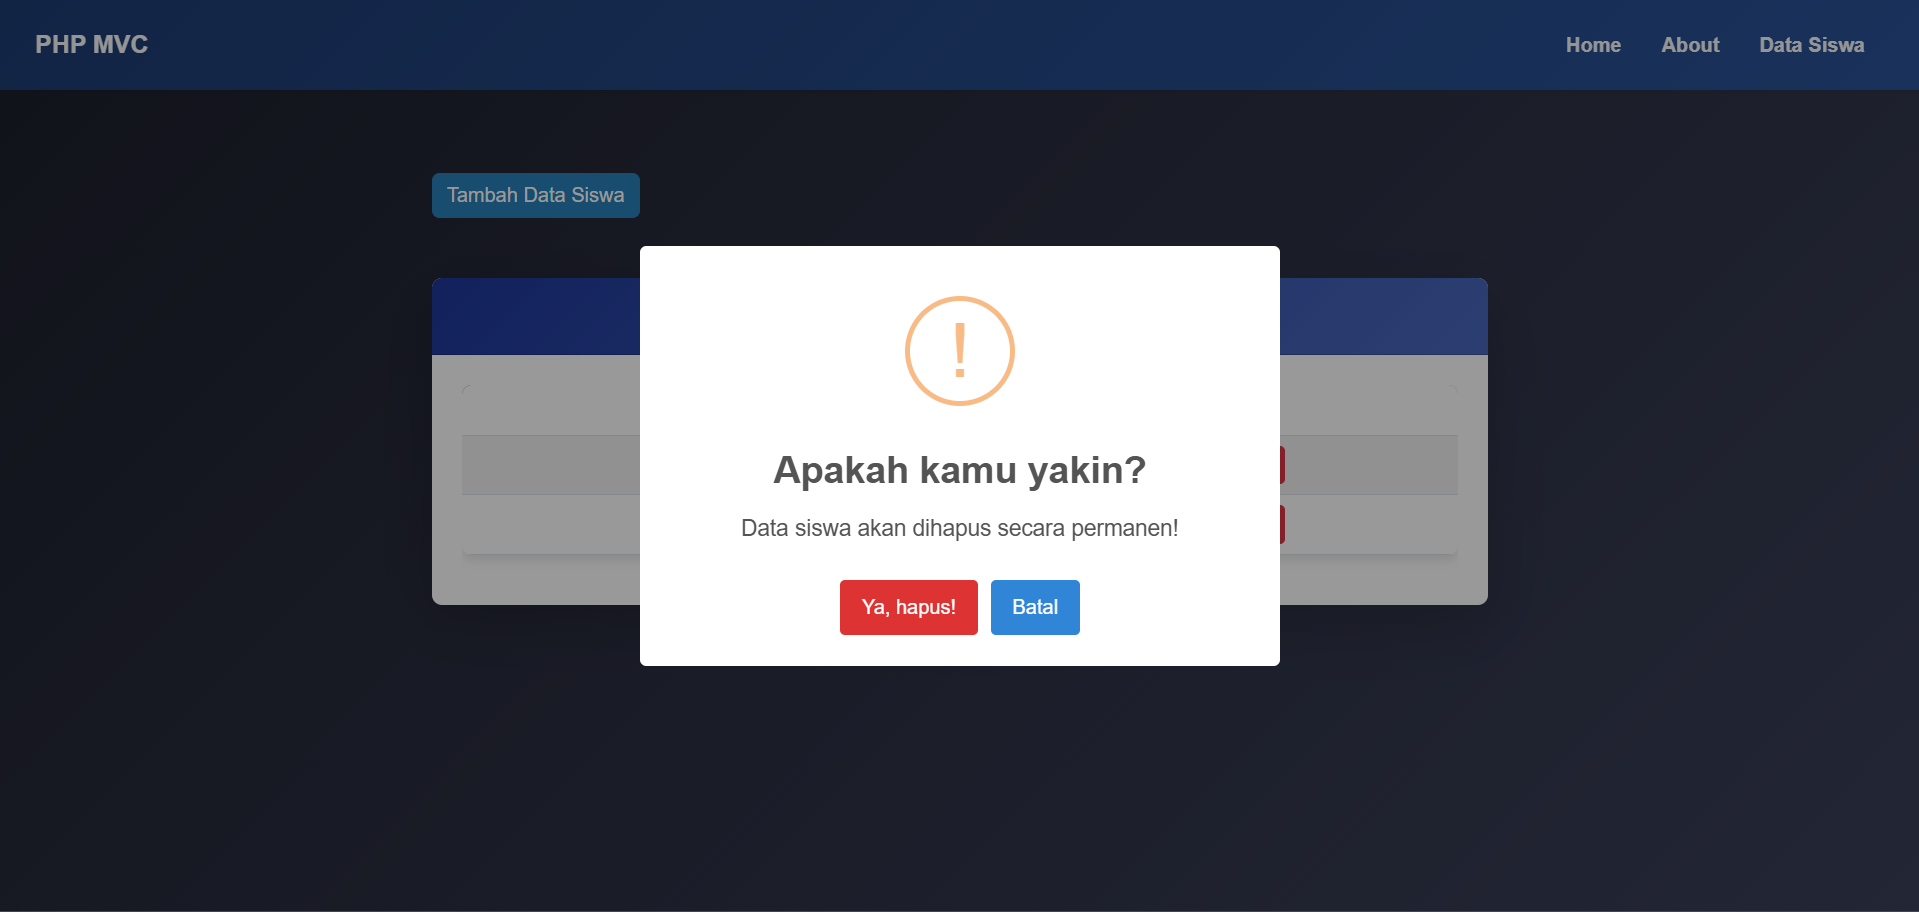 PHP MVC
Home
About
Data Siswa
Tambah Data Siswa
!
Apakah kamu yakin?
Data siswa akan dihapus secara permanen!
Ya, hapus!
Batal